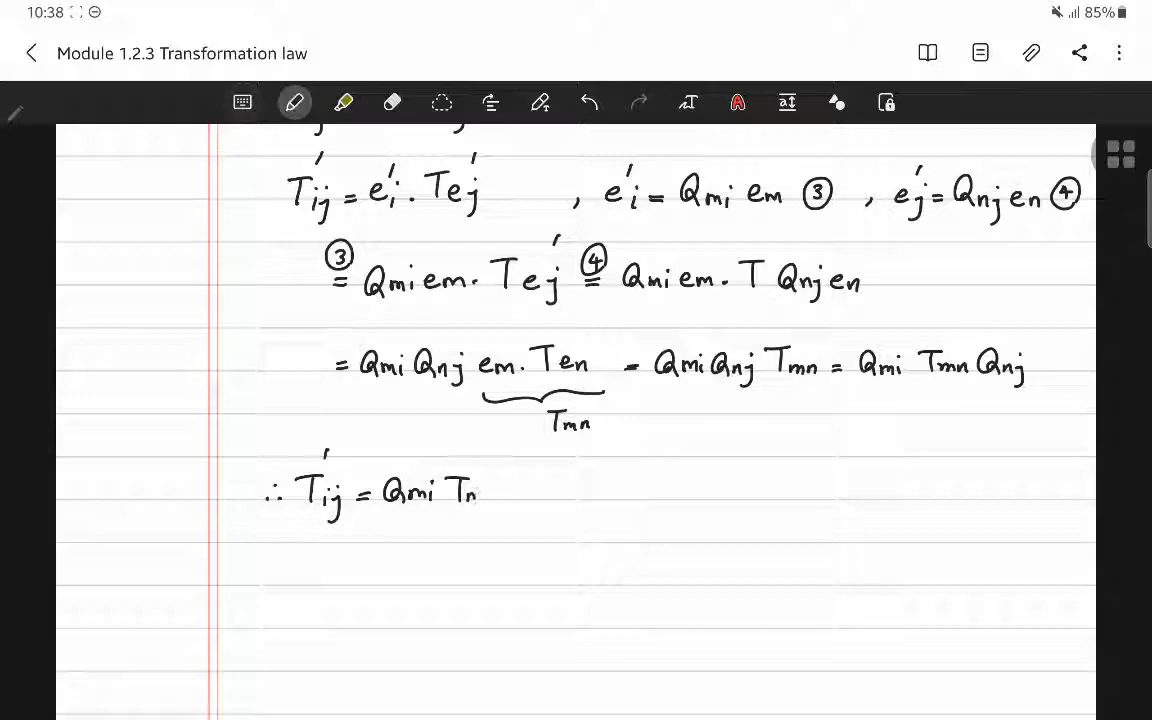 10:38 85%
Module 1.2.3 Transformation law
T'ij = e'i · Te'j , e'i = Qmi em ③ , e'j = Qnj en ④
③= Qmi em · Te'j ④= Qmi em · T Qnj en
= Qmi Qnj em · Ten = Qmi Qnj Tmn = Qmi Tmn Qnj
Tmn
∴ T'ij = Qmi Tn